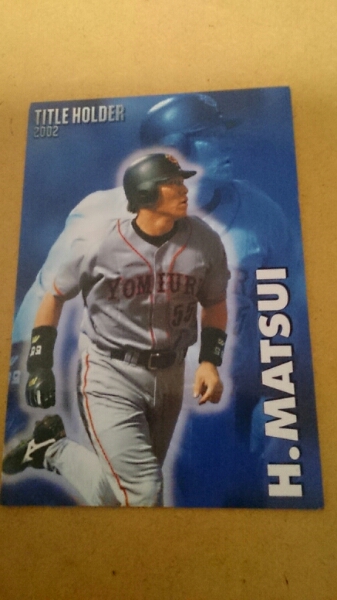 TITLE HOLDER
2002
YOMIURI
55
H. MATSUI